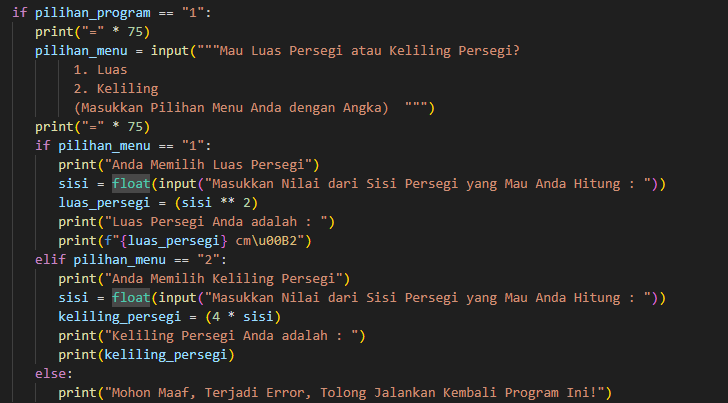 if pilihan_program == "1":
print("=" * 75)
pilihan_menu = input("""Mau Luas Persegi atau Keliling Persegi?
1. Luas
2. Keliling
(Masukkan Pilihan Menu Anda dengan Angka)  """)
print("=" * 75)
if pilihan_menu == "1":
print("Anda Memilih Luas Persegi")
sisi = float(input("Masukkan Nilai dari Sisi Persegi yang Mau Anda Hitung : "))
luas_persegi = (sisi ** 2)
print("Luas Persegi Anda adalah : ")
print(f"{luas_persegi} cm\u00B2")
elif pilihan_menu == "2":
print("Anda Memilih Keliling Persegi")
sisi = float(input("Masukkan Nilai dari Sisi Persegi yang Mau Anda Hitung : "))
keliling_persegi = (4 * sisi)
print("Keliling Persegi Anda adalah : ")
print(keliling_persegi)
else:
print("Mohon Maaf, Terjadi Error, Tolong Jalankan Kembali Program Ini!")